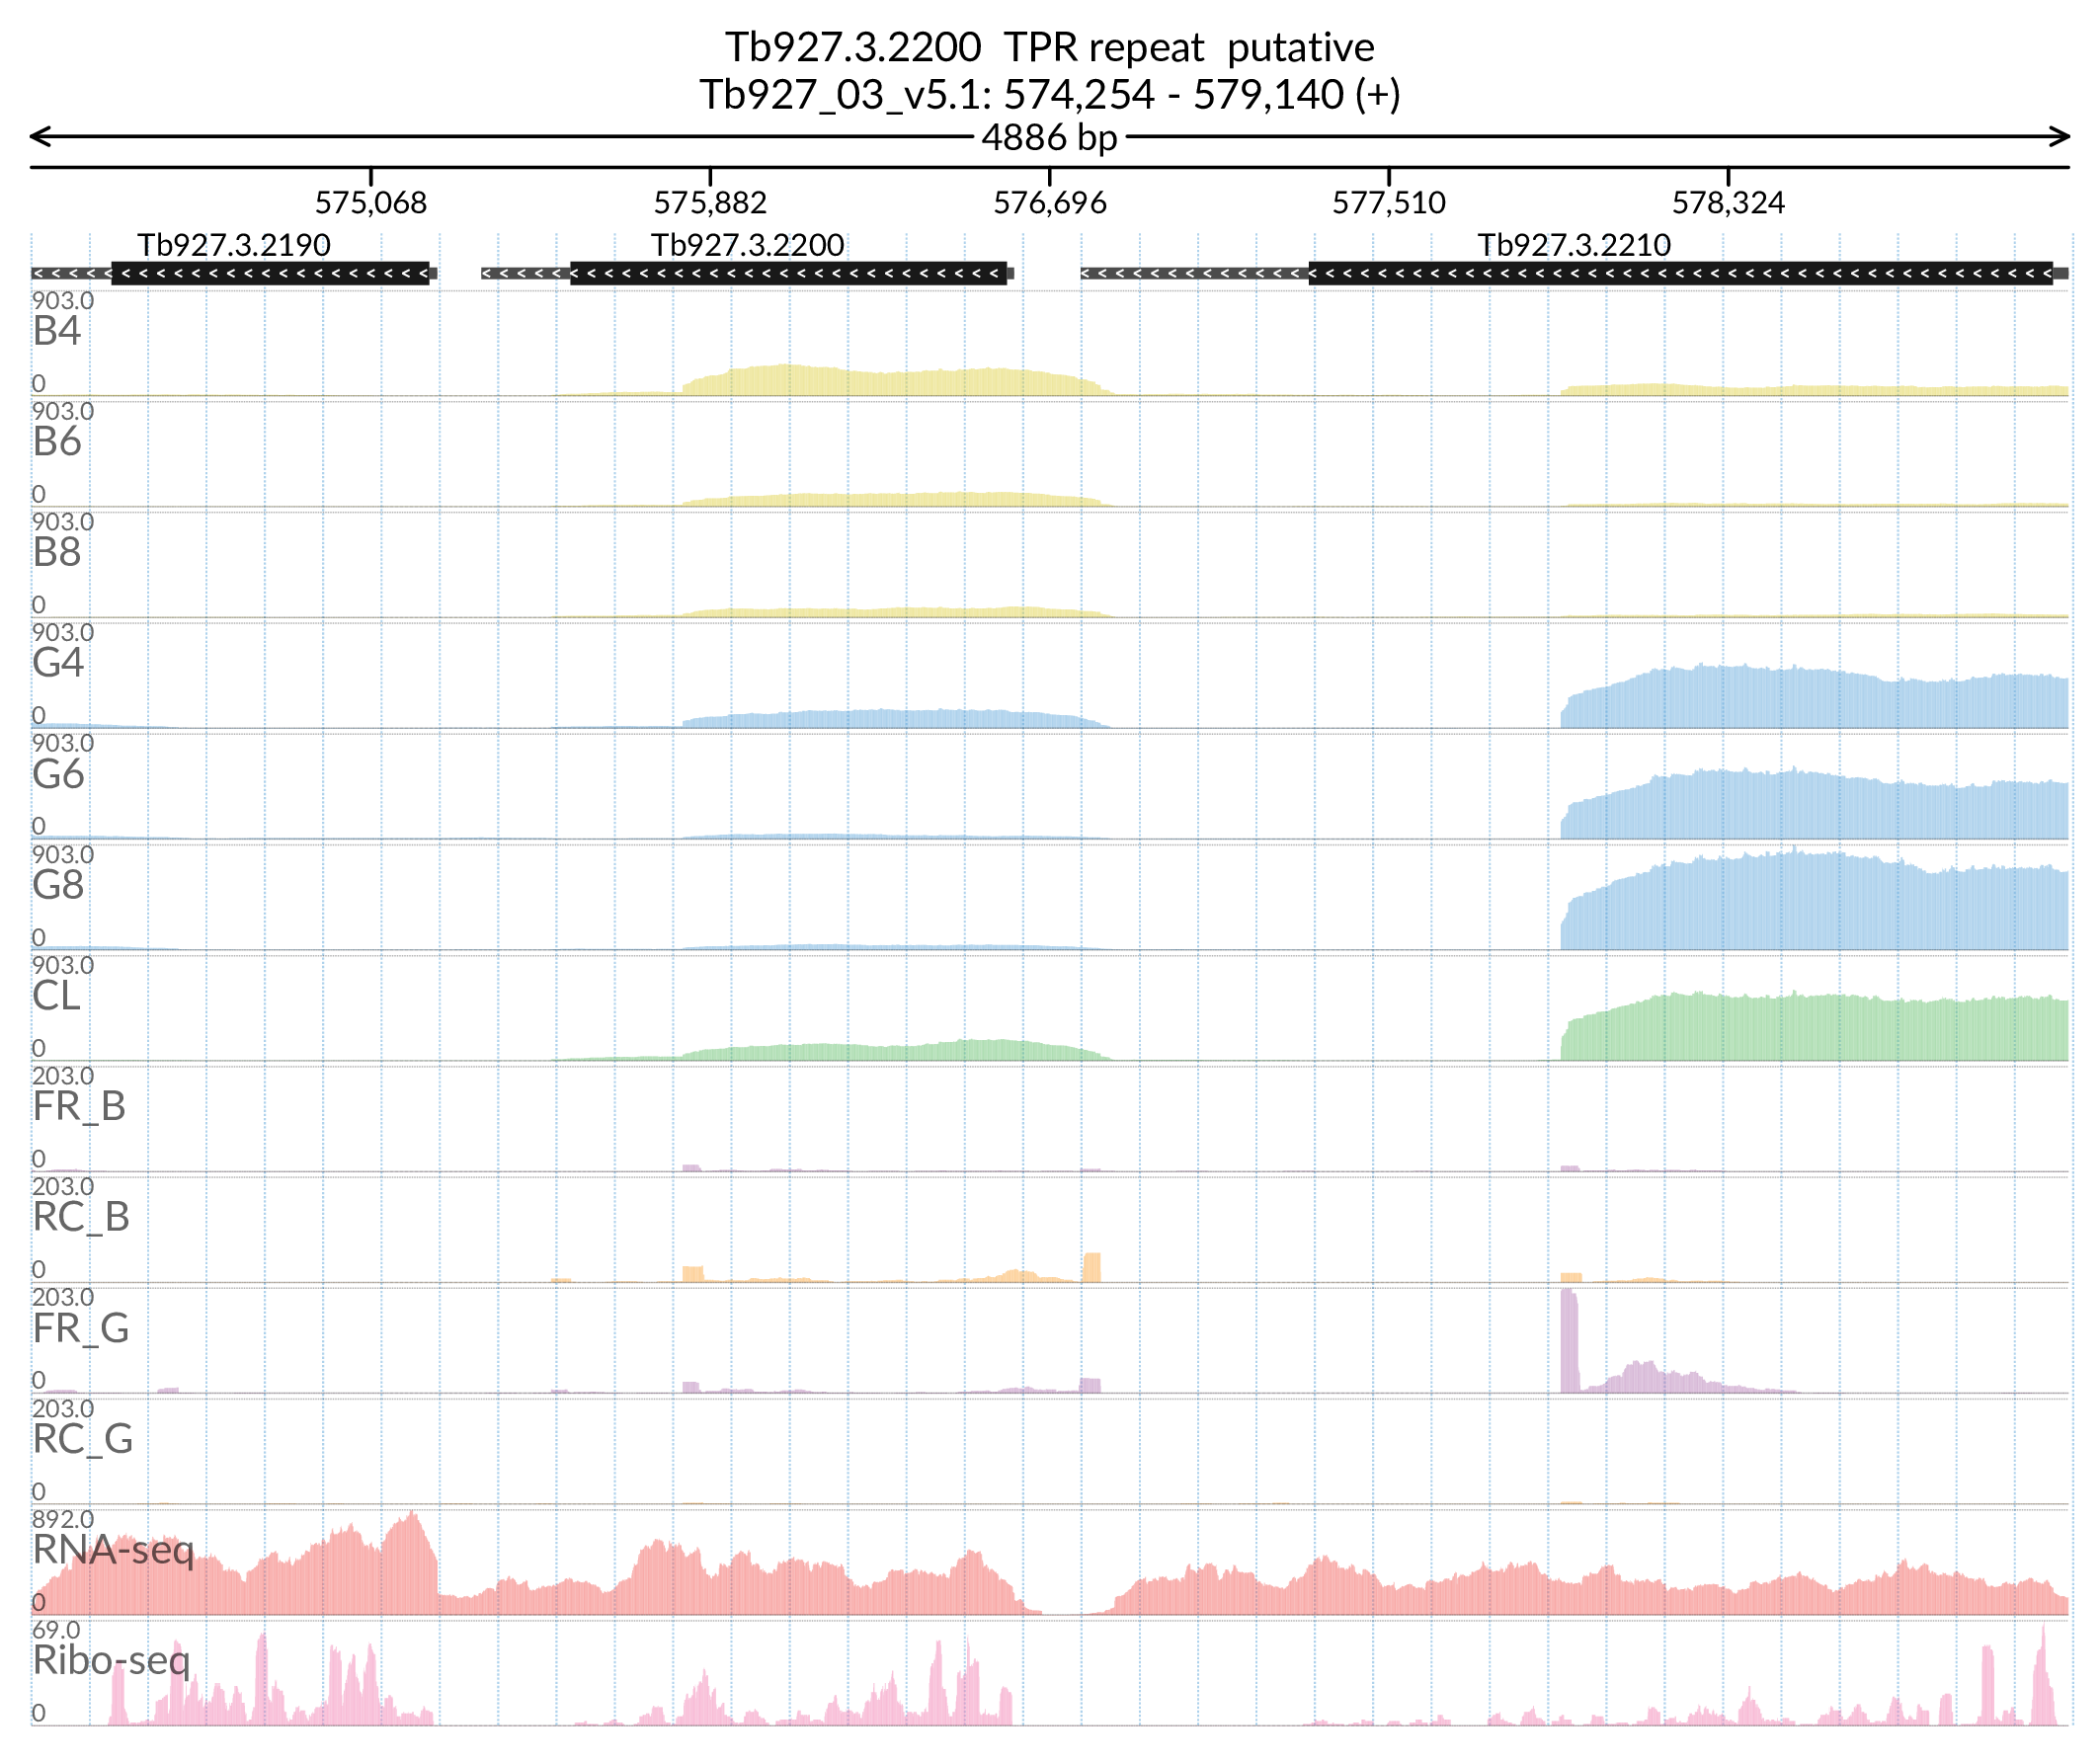 Tb927.3.2200  TPR repeat  putative
Tb927_03_v5.1: 574,254 - 579,140 (+)
4886 bp
575,068 575,882 576,696 577,510 578,324
Tb927.3.2190 Tb927.3.2200 Tb927.3.2210
903.0
B4
0
903.0
B6
0
903.0
B8
0
903.0
G4
0
903.0
G6
0
903.0
G8
0
903.0
CL
0
203.0
FR_B
0
203.0
RC_B
0
203.0
FR_G
0
203.0
RC_G
0
892.0
RNA-seq
0
69.0
Ribo-seq
0